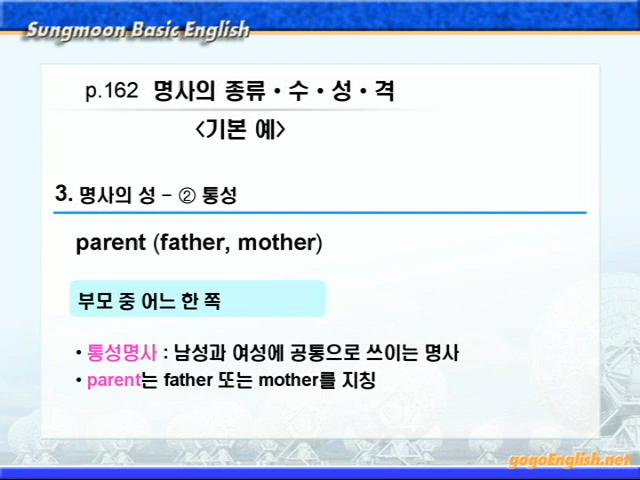 Sungmoon Basic English
p.162 명사의 종류 • 수 • 성 • 격
<기본 예>
3. 명사의 성 - ② 통성
parent (father, mother)
부모 중 어느 한 쪽
• 통성명사 : 남성과 여성에 공통으로 쓰이는 명사
• parent는 father 또는 mother를 지칭
gogoEnglish.net